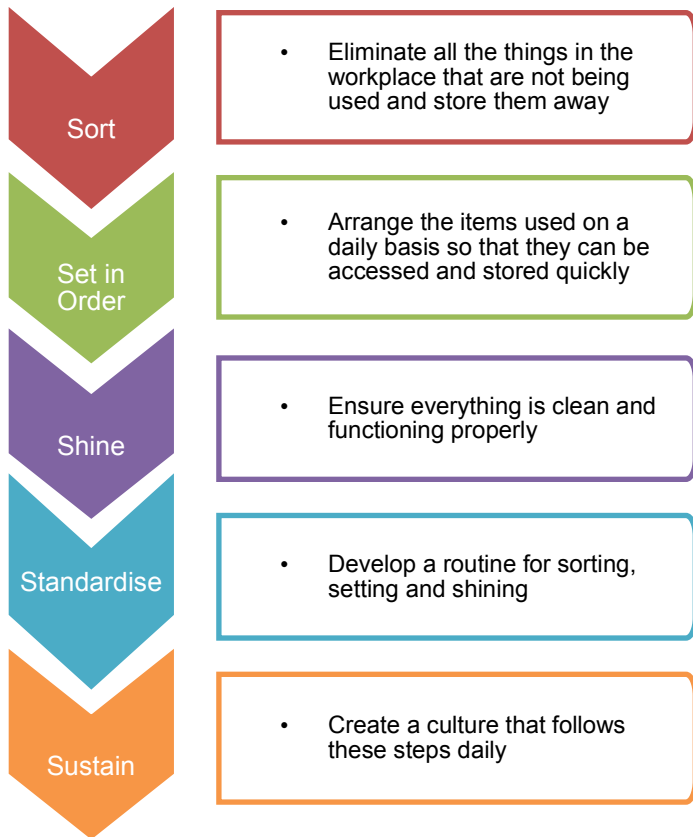 Sort
• Eliminate all the things in the
workplace that are not being
used and store them away
Set in
Order
• Arrange the items used on a
daily basis so that they can be
accessed and stored quickly
Shine
• Ensure everything is clean and
functioning properly
Standardise
• Develop a routine for sorting,
setting and shining
Sustain
• Create a culture that follows
these steps daily